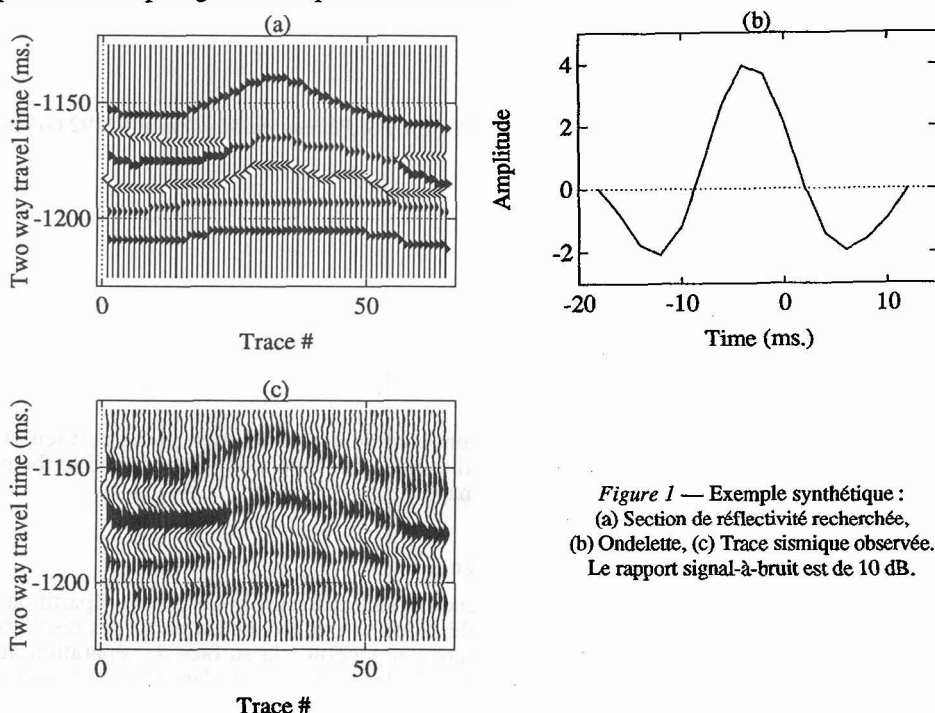 (a)
Two way travel time (ms.)
-1150
-1200
0
50
Trace #
(b)
Amplitude
4
2
0
-2
-20
-10
0
10
Time (ms.)
(c)
Two way travel time (ms.)
-1150
-1200
0
50
Trace #
Figure 1 — Exemple synthétique :
(a) Section de réflectivité recherchée,
(b) Ondelette, (c) Trace sismique observée.
Le rapport signal-à-bruit est de 10 dB.